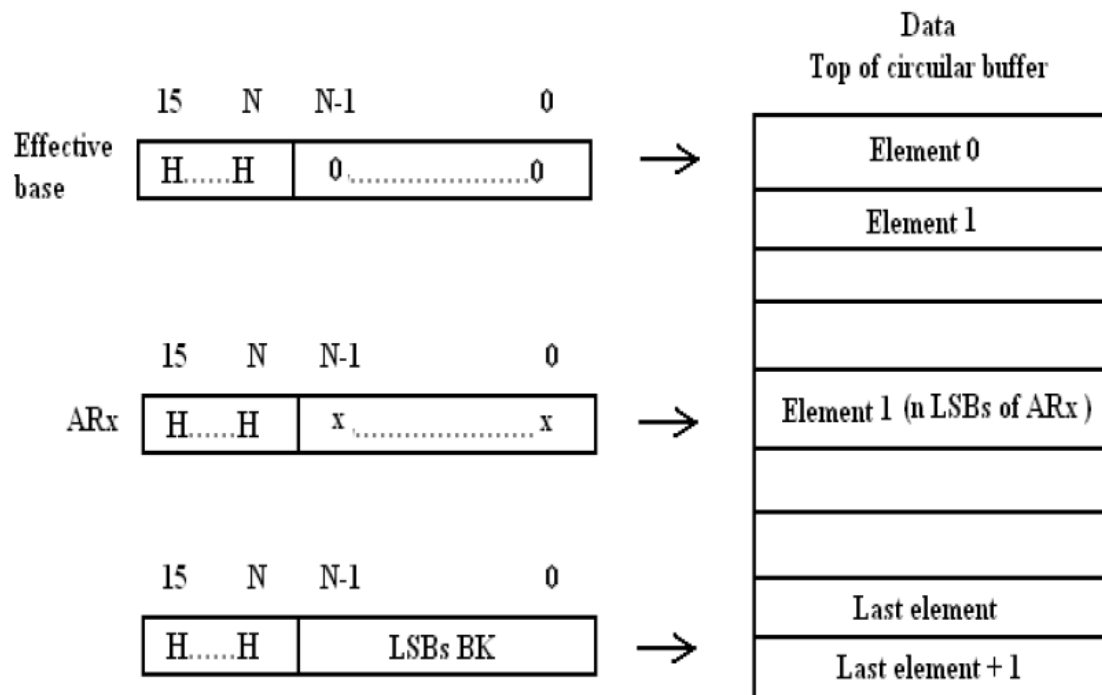 Data
Top of circuilar buffer
15 N N-1 0
Effective
base
H......H 0...................0
Element 0
Element 1
15 N N-1 0
ARx
H......H x...................x
Element 1 (n LSBs of ARx )
15 N N-1 0
H......H LSBs BK
Last element
Last element + 1